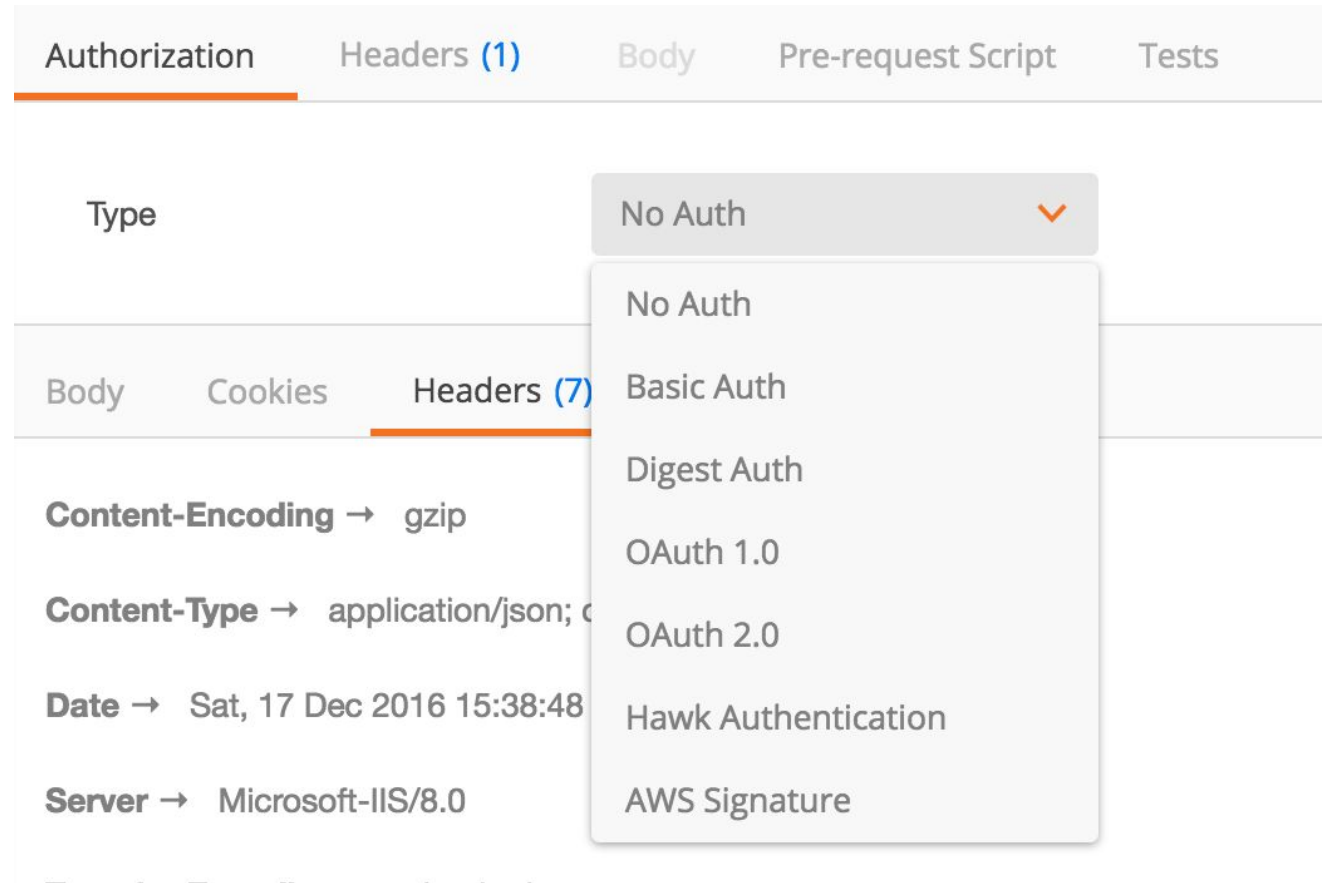 Authorization Headers (1) Body Pre-request Script Tests
Type No Auth
No Auth
Basic Auth
Digest Auth
OAuth 1.0
OAuth 2.0
Hawk Authentication
AWS Signature
Body Cookies Headers (7)
Content-Encoding → gzip
Content-Type → application/json;
Date → Sat, 17 Dec 2016 15:38:48
Server → Microsoft-IIS/8.0